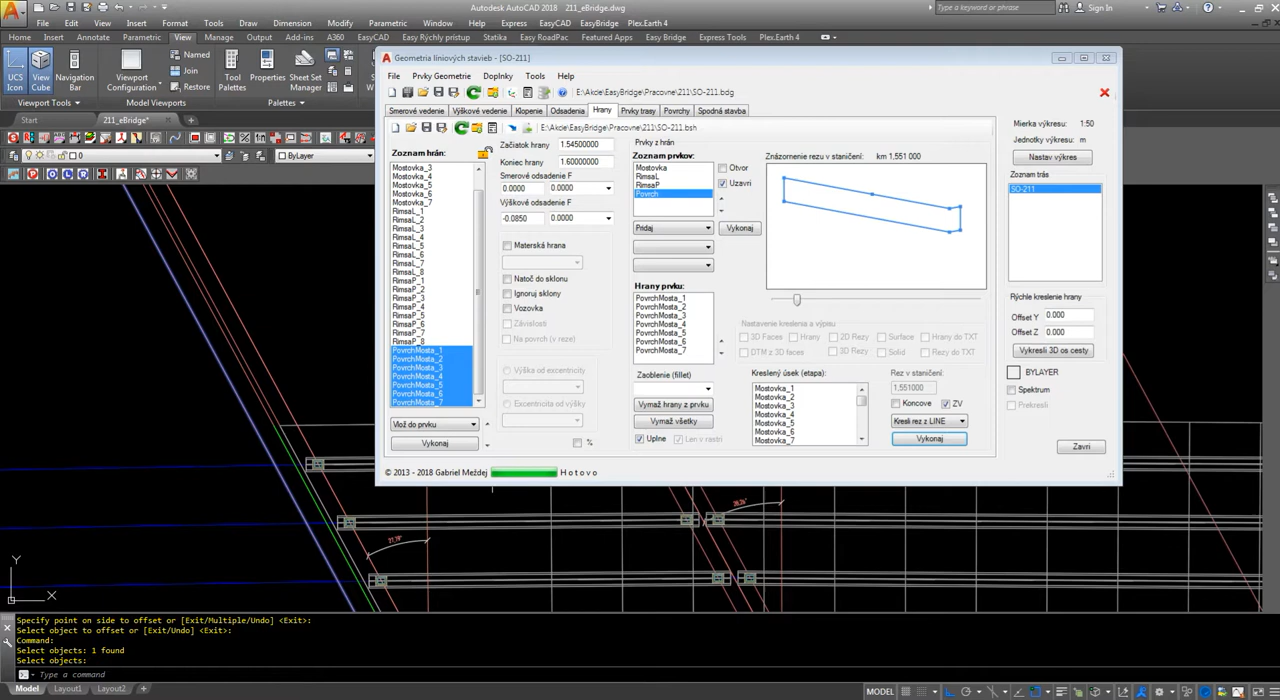 Autodesk AutoCAD 2018 211_eBridge.dwg
Type a keyword or phrase
Sign In
File Edit View Insert Format Tools Draw Dimension Modify Parametric Window Help Express EasyCAD EasyBridge Plex.Earth 4
Home Insert Annotate Parametric View Manage Output Add-ins A360 EasyCAD Easy Rýchly prístup Statika Easy RoadPac Featured Apps Easy Bridge Express Tools Plex.Earth 4
UCS Icon
View Cube
Navigation Bar
Viewport Configuration
Named
Join
Restore
Tool Palettes
Properties
Sheet Set Manager
Viewport Tools
Model Viewports
Palettes
Start
211_eBridge*
0
ByLayer
Geometria líniových stavieb - [SO-211]
File Prvky Geometrie Doplnky Tools Help
E:\Akcie\EasyBridge\Pracovne\211\SO-211.bdg
Smerové vedenie Výškové vedenie Klopenie Odsadenia Hrany Prvky trasy Povrchy Spodná stavba
E:\Akcie\EasyBridge\Pracovne\211\SO-211.bsh
Zoznam hrán:
Mostovka_3
Mostovka_4
Mostovka_5
Mostovka_6
Mostovka_7
RimsaL_1
RimsaL_2
RimsaL_3
RimsaL_4
RimsaL_5
RimsaL_6
RimsaL_7
RimsaL_8
RimsaP_1
RimsaP_2
RimsaP_3
RimsaP_4
RimsaP_5
RimsaP_6
RimsaP_7
RimsaP_8
PovrchMosta_1
PovrchMosta_2
PovrchMosta_3
PovrchMosta_4
PovrchMosta_5
PovrchMosta_6
PovrchMosta_7
Vlož do prvku
Vykonaj
Začiatok hrany 1.54500000
Koniec hrany 1.60000000
Smerové odsadenie F
0.0000 0.0000
Výškové odsadenie F
-0.0850 0.0000
Materská hrana
Natoč do sklonu
Ignoruj sklony
Vozovka
Závislosti
Na povrch (v reze)
Výška od excentricity
Excentricita od výšky
%
Prvky z hrán
Zoznam prvkov
Mostovka
RimsaL
RimsaP
Povrch
Otvor
Uzavri
Pridaj
Vykonaj
Hrany prvku:
PovrchMosta_1
PovrchMosta_2
PovrchMosta_3
PovrchMosta_4
PovrchMosta_5
PovrchMosta_6
PovrchMosta_7
Zaoblenie (fillet)
Vymaž hrany z prvku
Vymaž všetky
Uplne
Len v rastri
Znázornenie rezu v staničení: km 1,551 000
Nastavenie kreslenia a výpisu
3D Faces Hrany 2D Rezy Surface Hrany do TXT
DTM z 3D faces 3D Rezy Solid Rezy do TXT
Kreslený úsek (etapa):
Mostovka_1
Mostovka_2
Mostovka_3
Mostovka_4
Mostovka_5
Mostovka_6
Mostovka_7
Rez v staničení:
1,551000
Koncove ZV
Kresli rez z LINE
Vykonaj
Mierka výkresu: 1:50
Jednotky výkresu: m
Nastav výkres
Zoznam trás
SO-211
Rýchle kreslenie hrany
Offset Y 0.000
Offset Z 0.000
Vykresli 3D os cesty
BYLAYER
Spektrum
Prekresli
Zavri
© 2013 - 2018 Gabriel Meždej
Hotovo
Y
X
Specify point on side to offset or [Exit/Multiple/Undo] <Exit>:
Select object to offset or [Exit/Undo] <Exit>:
Command:
Select objects: 1 found
Select objects:
Type a command
Model Layout1 Layout2 +
MODEL